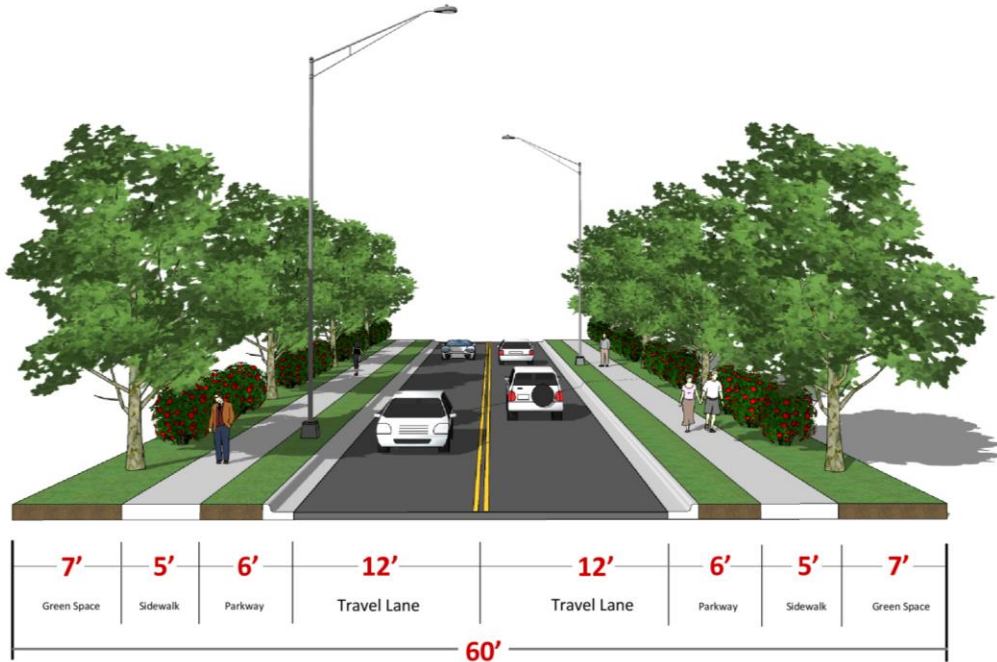 7’ 5’ 6’ 12’ 12’ 6’ 5’ 7’
Green Space Sidewalk Parkway Travel Lane Travel Lane Parkway Sidewalk Green Space
60’